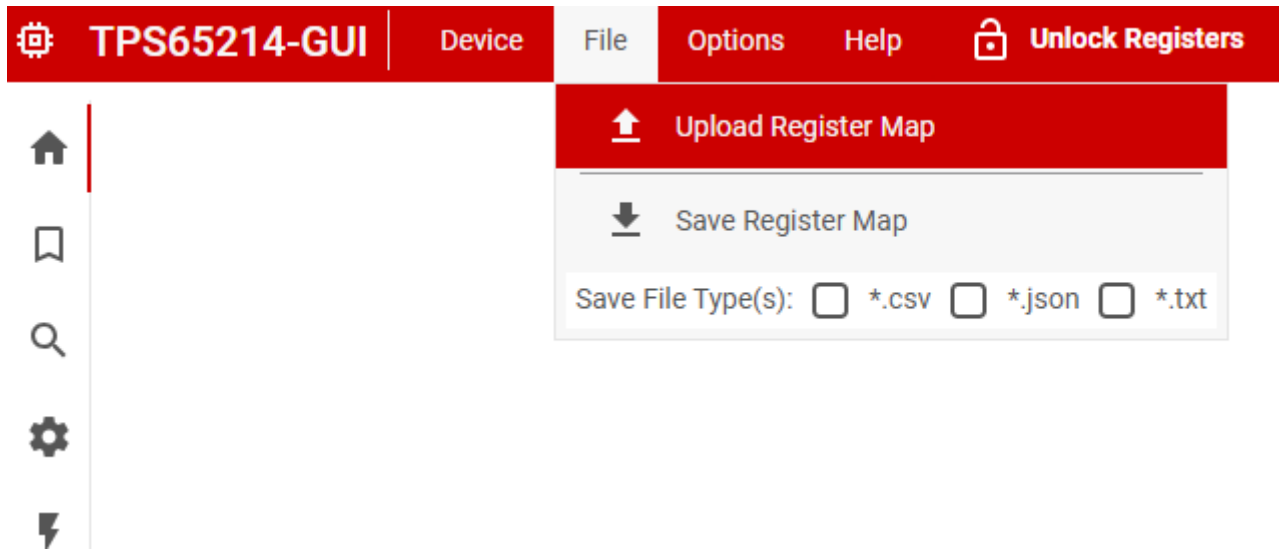 TPS65214-GUI Device File Options Help Unlock Registers
Upload Register Map
Save Register Map
Save File Type(s): *.csv *.json *.txt